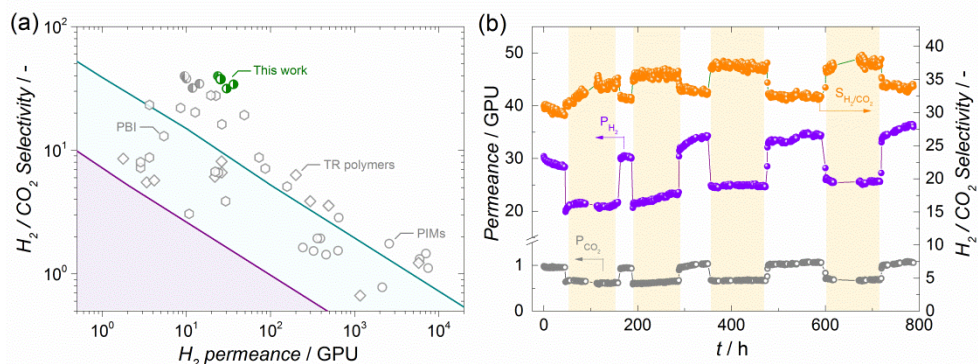 (a)
10²
10¹
10⁰
H₂ / CO₂ Selectivity / -
This work
PBI
TR polymers
PIMs
10⁰ 10¹ 10² 10³ 10⁴
H₂ permeance / GPU
(b)
50
40
30
20
1
0
Permeance / GPU
S_H₂/CO₂
P_H₂
P_CO₂
40
35
30
25
20
15
10
5
0
H₂ / CO₂ Selectivity / -
0 200 400 600 800
t / h